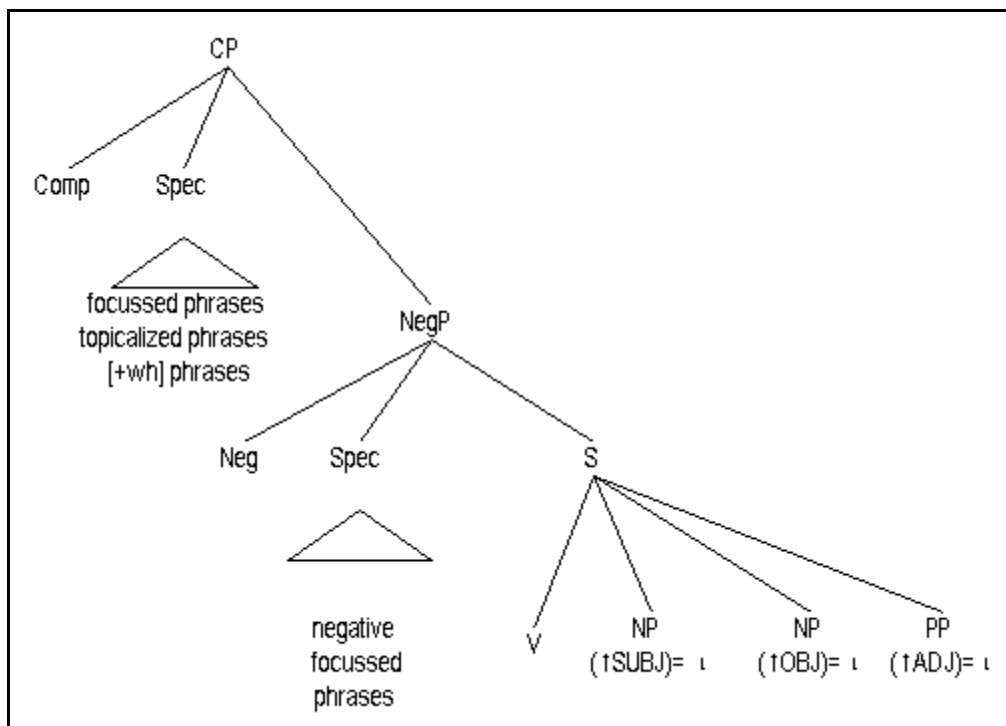 CP
Comp Spec
focussed phrases
topicalized phrases
[+wh] phrases
NegP
Neg Spec S
negative
focussed
phrases
V NP NP PP
(↑SUBJ)= ι (↑OBJ)= ι (↑ADJ)= ι